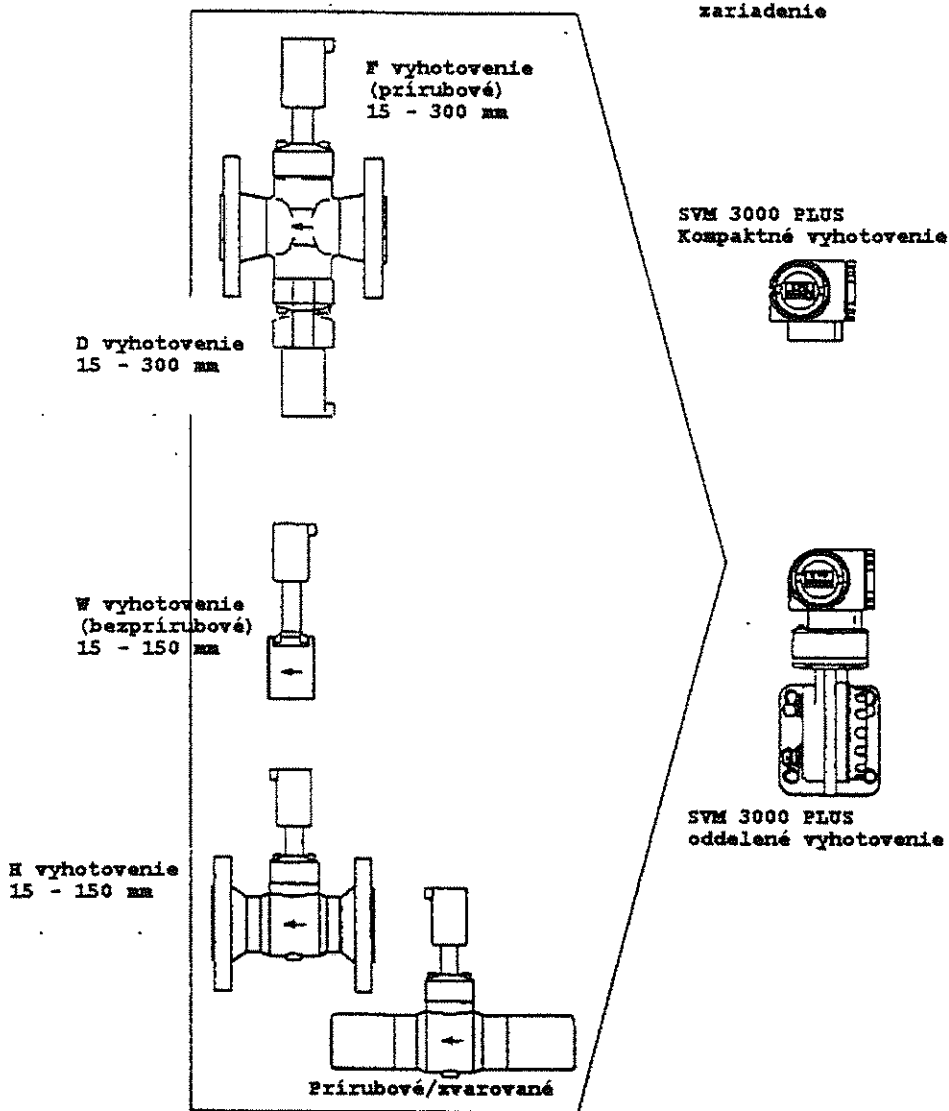 zariadenie
F vyhotovenie
(prírubové)
15 - 300 mm
SVM 3000 PLUS
Kompaktné vyhotovenie
D vyhotovenie
15 - 300 mm
W vyhotovenie
(bezprírubové)
15 - 150 mm
SVM 3000 PLUS
oddelené vyhotovenie
H vyhotovenie
15 - 150 mm
Prírubové/zvarované